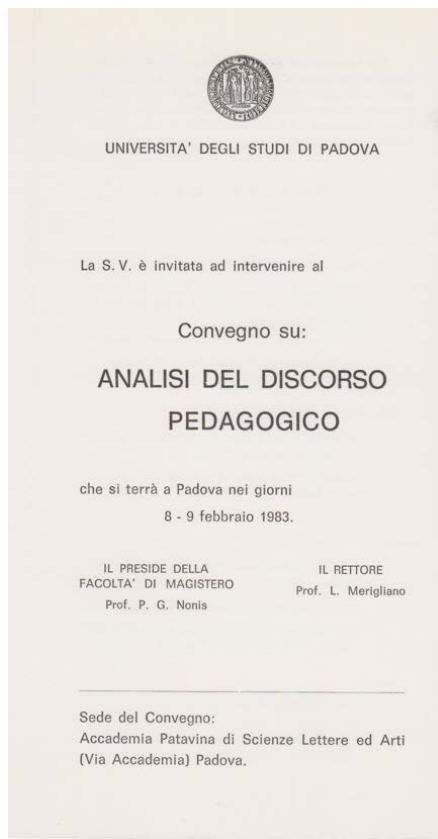 UNIVERSITA' DEGLI STUDI DI PADOVA
La S. V. è invitata ad intervenire al
Convegno su:
ANALISI DEL DISCORSO
PEDAGOGICO
che si terrà a Padova nei giorni
8 - 9 febbraio 1983.
IL PRESIDE DELLA
FACOLTA' DI MAGISTERO
Prof. P. G. Nonis
IL RETTORE
Prof. L. Merigliano
Sede del Convegno:
Accademia Patavina di Scienze Lettere ed Arti
(Via Accademia) Padova.